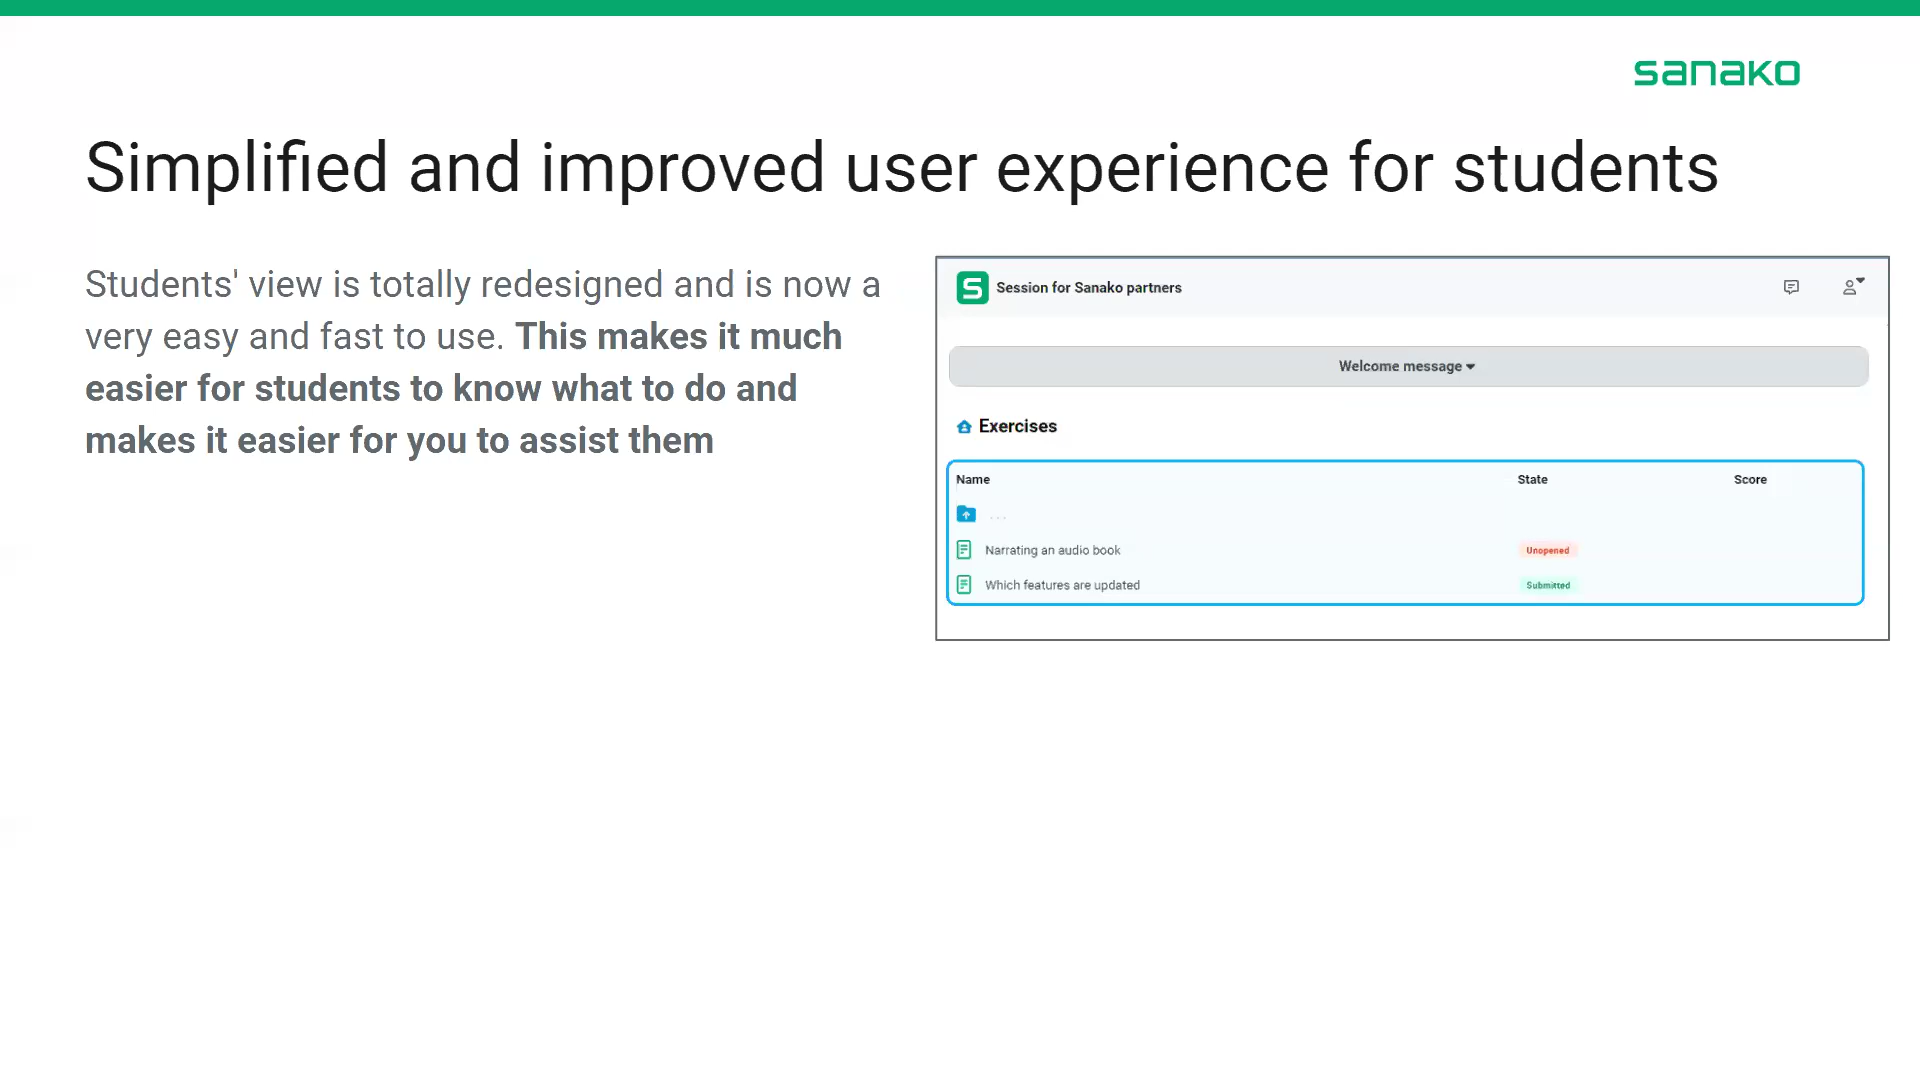 sanako
Simplified and improved user experience for students
Students' view is totally redesigned and is now a
very easy and fast to use. This makes it much
easier for students to know what to do and
makes it easier for you to assist them
S Session for Sanako partners
Welcome message
Exercises
Name State Score
...
Narrating an audio book Unopened
Which features are updated Submitted